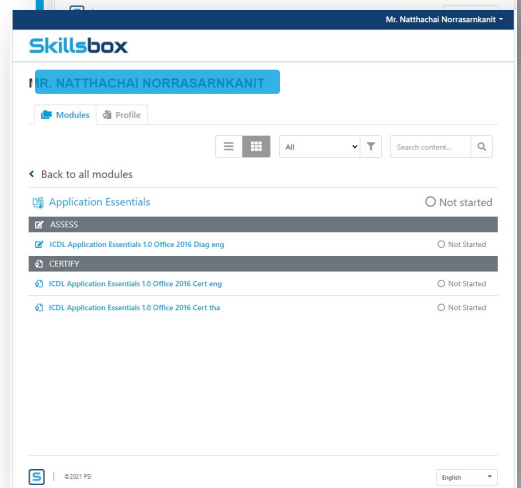 Mr. Natthachai Norrasarnkanit
Skillsbox
MR. NATTHACHAI NORRASARNKANIT
Modules Profile
All Search content...
Back to all modules
Application Essentials Not started
ASSESS
ICDL Application Essentials 1.0 Office 2016 Diag eng Not Started
CERTIFY
ICDL Application Essentials 1.0 Office 2016 Cert eng Not Started
ICDL Application Essentials 1.0 Office 2016 Cert tha Not Started
S ©2021 PSI English